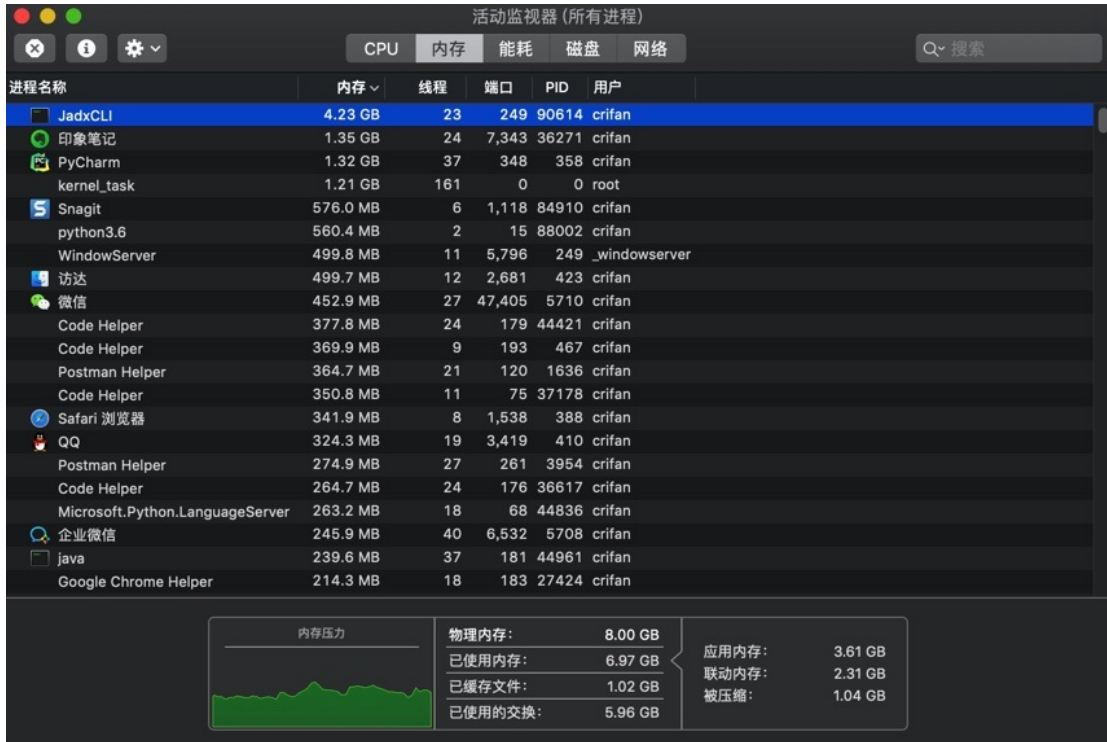 活动监视器 (所有进程)
CPU 内存 能耗 磁盘 网络 搜索
进程名称 内存 线程 端口 PID 用户
JadxCLI 4.23 GB 23 249 90614 crifan
印象笔记 1.35 GB 24 7,343 36271 crifan
PyCharm 1.32 GB 37 348 358 crifan
kernel_task 1.21 GB 161 0 0 root
Snagit 576.0 MB 6 1,118 84910 crifan
python3.6 560.4 MB 2 15 88002 crifan
WindowServer 499.8 MB 11 5,796 249 _windowserver
访达 499.7 MB 12 2,681 423 crifan
微信 452.9 MB 27 47,405 5710 crifan
Code Helper 377.8 MB 24 179 44421 crifan
Code Helper 369.9 MB 9 193 467 crifan
Postman Helper 364.7 MB 21 120 1636 crifan
Code Helper 350.8 MB 11 75 37178 crifan
Safari 浏览器 341.9 MB 8 1,538 388 crifan
QQ 324.3 MB 19 3,419 410 crifan
Postman Helper 274.9 MB 27 261 3954 crifan
Code Helper 264.7 MB 24 176 36617 crifan
Microsoft.Python.LanguageServer 263.2 MB 18 68 44836 crifan
企业微信 245.9 MB 40 6,532 5708 crifan
java 239.6 MB 37 181 44961 crifan
Google Chrome Helper 214.3 MB 18 183 27424 crifan
内存压力
物理内存: 8.00 GB
已使用内存: 6.97 GB
已缓存文件: 1.02 GB
已使用的交换: 5.96 GB
应用内存: 3.61 GB
联动内存: 2.31 GB
被压缩: 1.04 GB